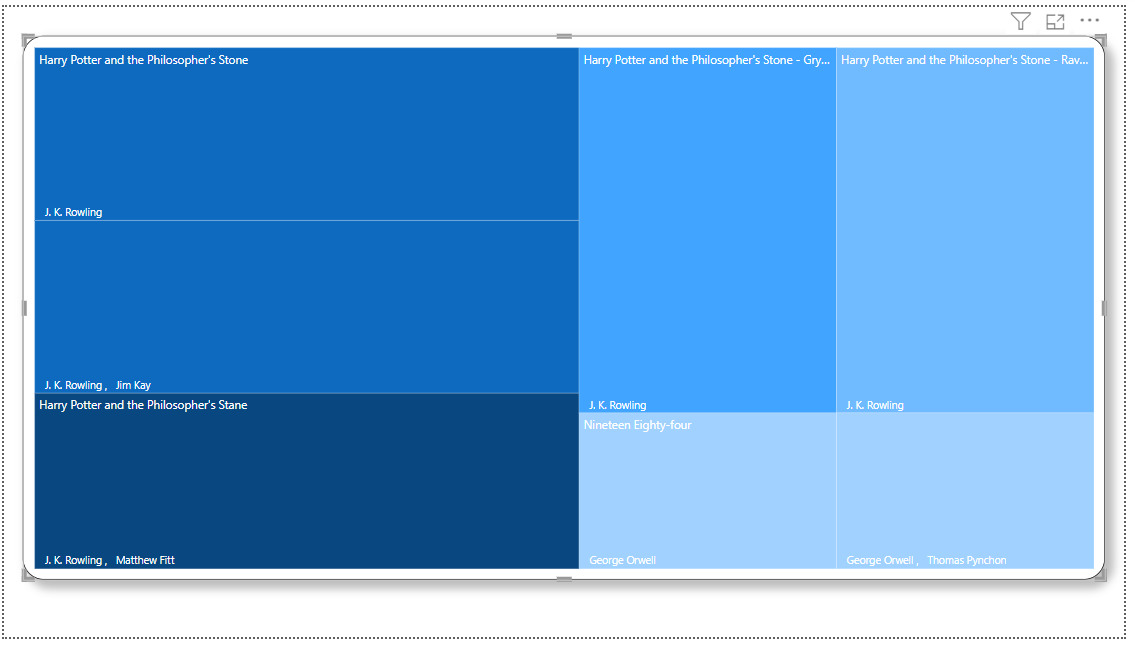 Harry Potter and the Philosopher's Stone
J. K. Rowling
J. K. Rowling ,   Jim Kay
Harry Potter and the Philosopher's Stane
J. K. Rowling ,   Matthew Fitt
Harry Potter and the Philosopher's Stone - Gry...
J. K. Rowling
Harry Potter and the Philosopher's Stone - Rav...
J. K. Rowling
Nineteen Eighty-four
George Orwell
George Orwell ,   Thomas Pynchon